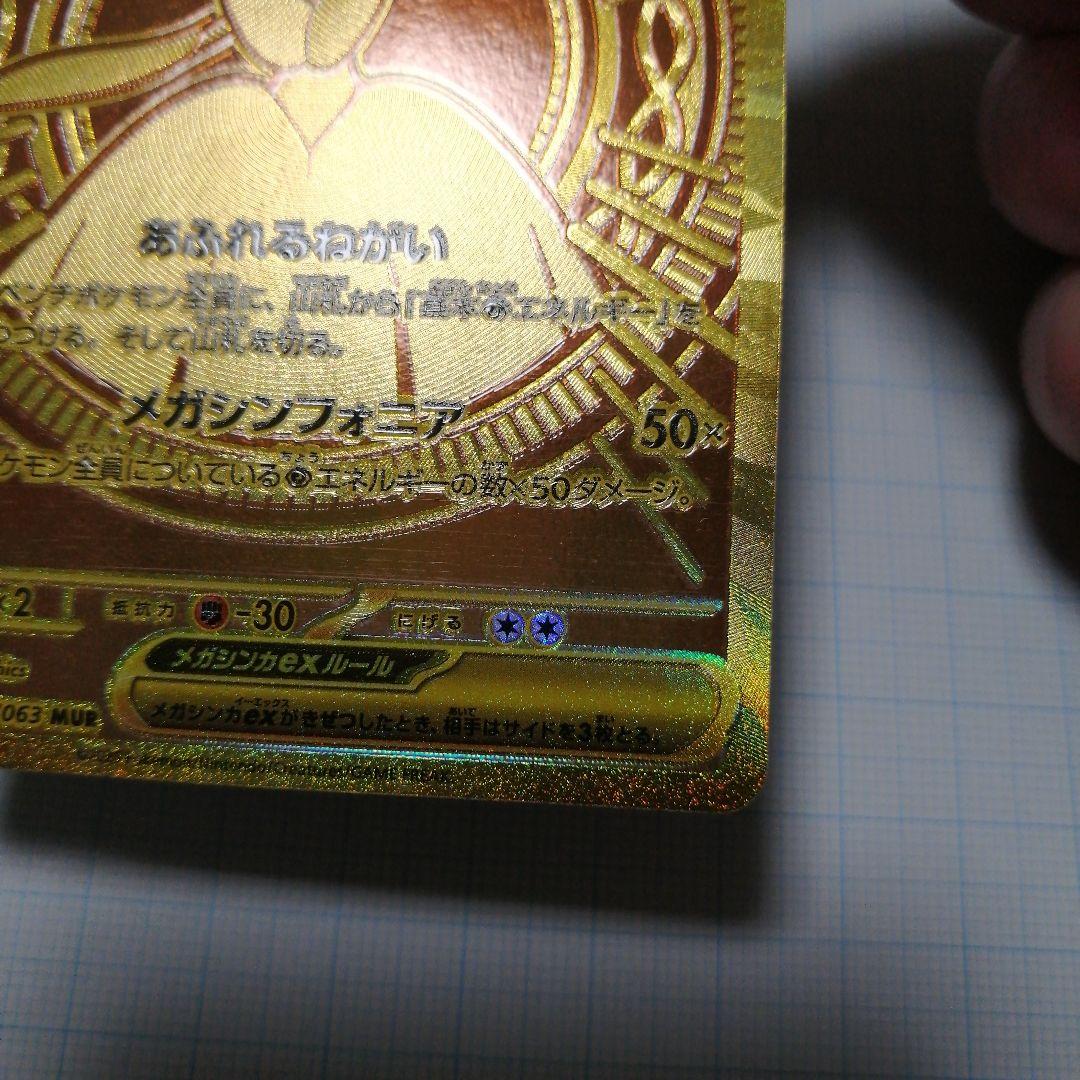 あふれるねがい
ベンチポケモン全員に、山札から「基本 エネルギー」を
つける。そして山札を切る。
メガシンフォニア 50×
ケモン全員についている エネルギーの数×50ダメージ。
×2 抵抗力 -30 にげる
メガシンカexルール
メガシンカexがきぜつしたとき、相手はサイドを3枚とる。
063 MUR
Pokémon/Nintendo/Creatures/GAME FREAK.